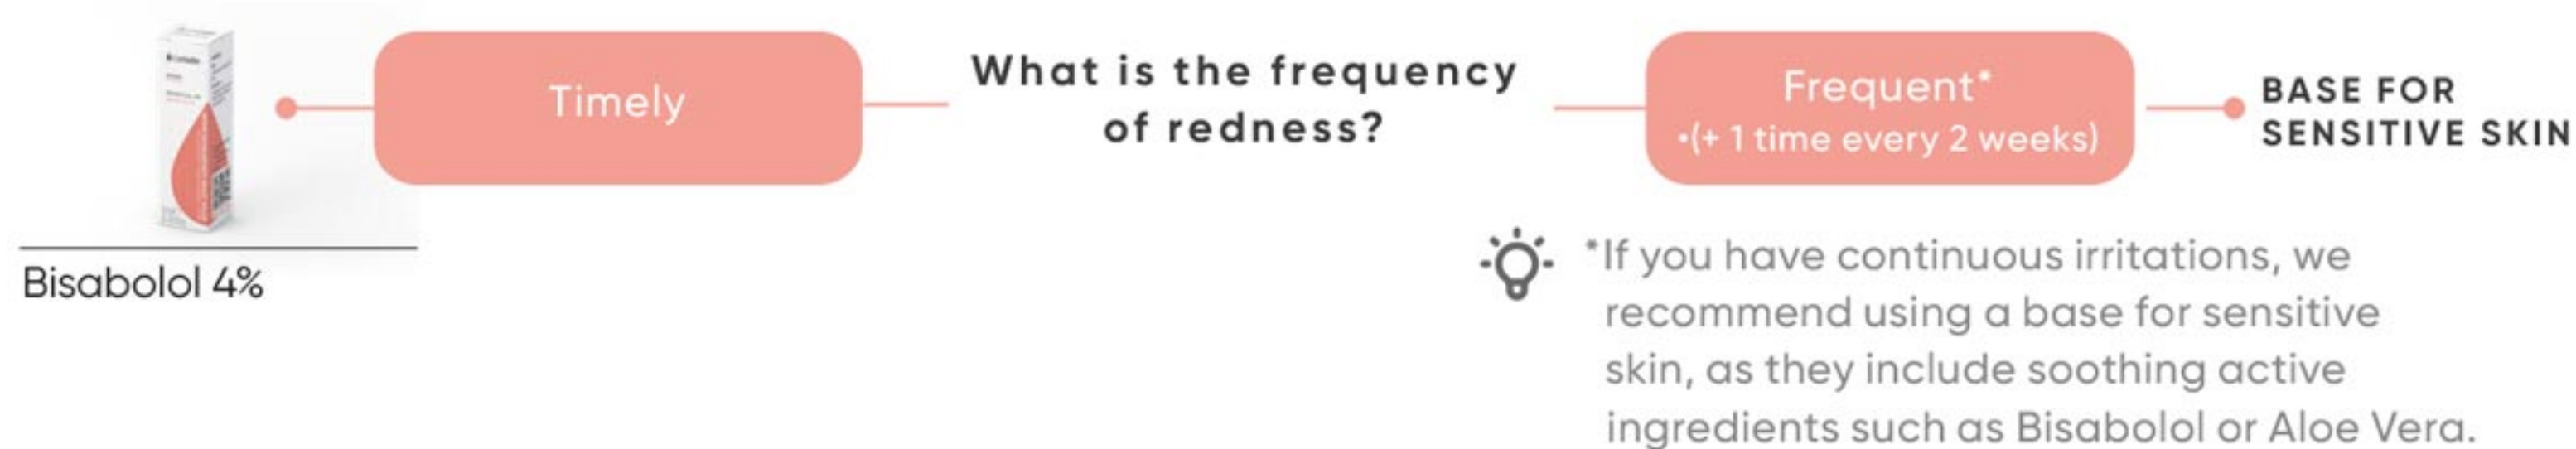 Timely
What is the frequency
of redness?
Frequent*
•(+ 1 time every 2 weeks)
BASE FOR
SENSITIVE SKIN
Bisabolol 4%
*If you have continuous irritations, we
recommend using a base for sensitive
skin, as they include soothing active
ingredients such as Bisabolol or Aloe Vera.